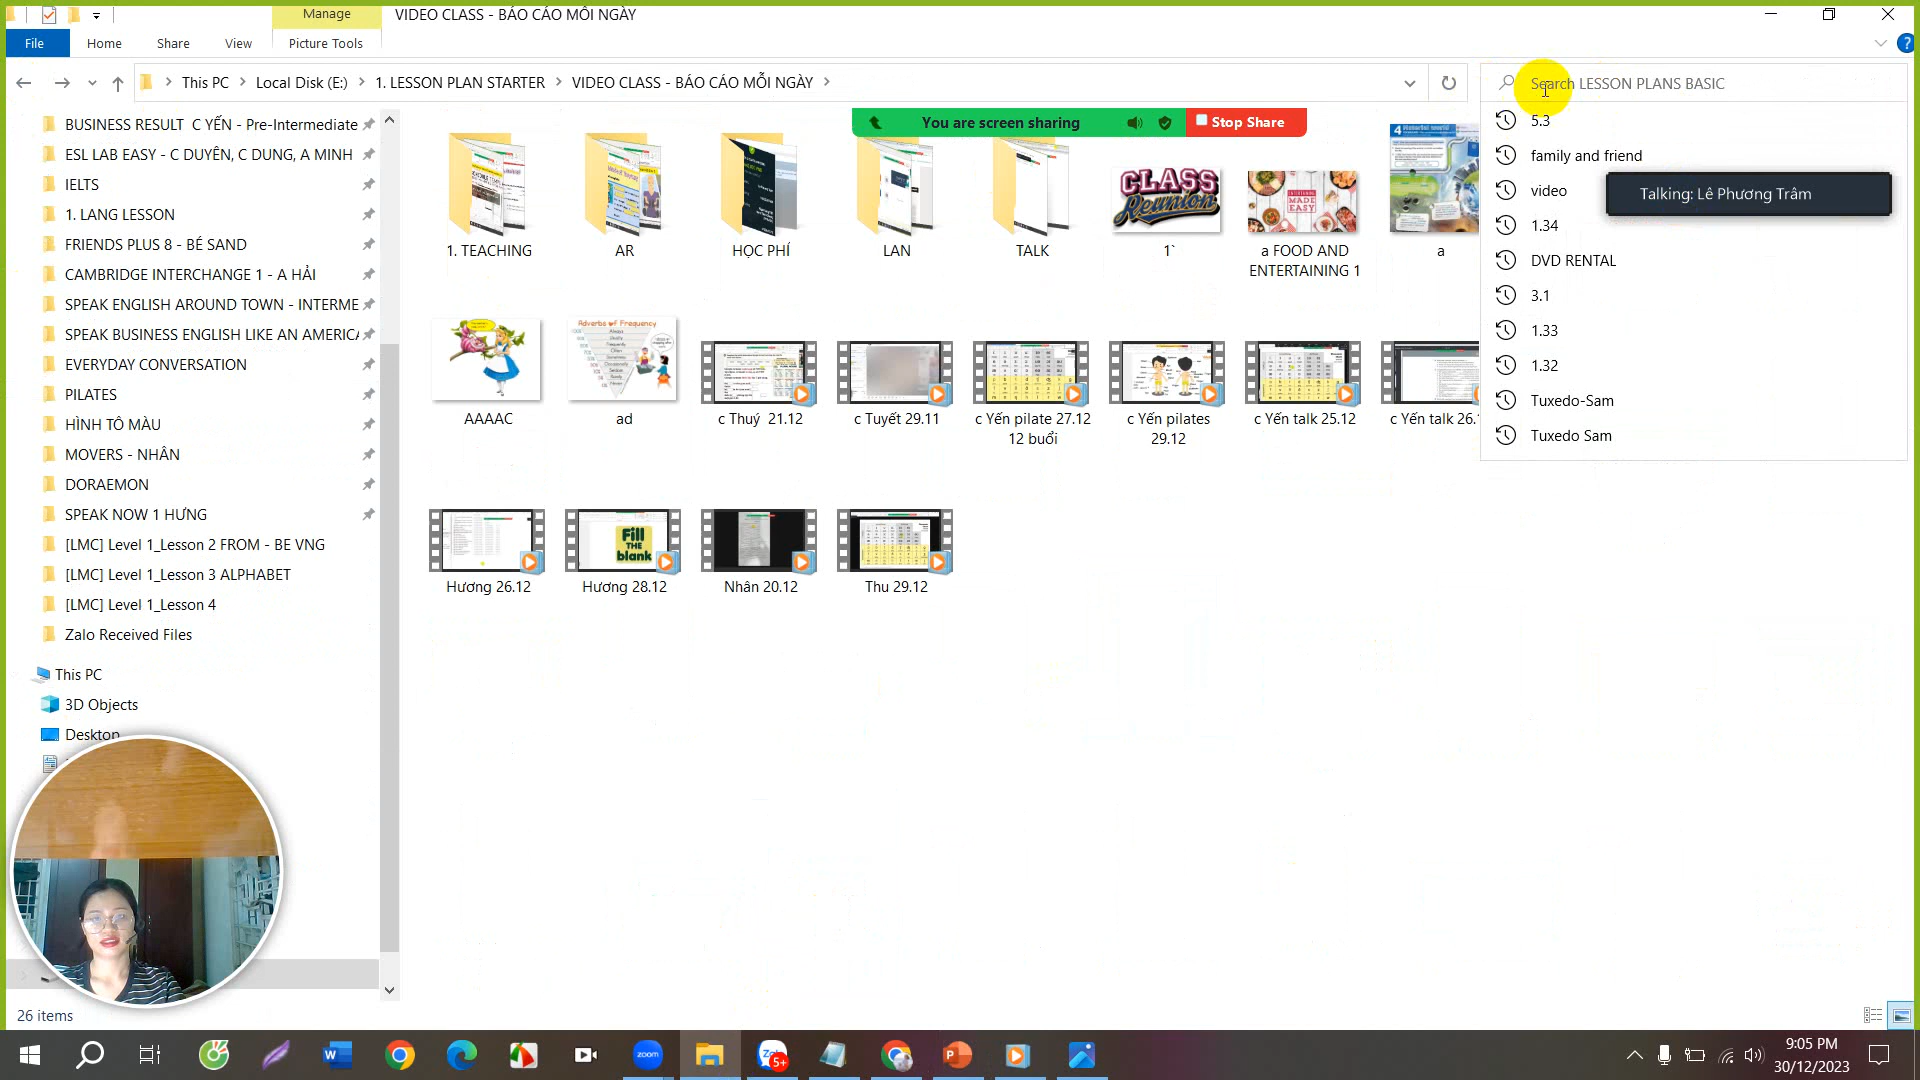 Manage
VIDEO CLASS - BÁO CÁO MỖI NGÀY
File
Home
Share
View
Picture Tools
This PC
Local Disk (E:)
1. LESSON PLAN STARTER
VIDEO CLASS - BÁO CÁO MỖI NGÀY
Search LESSON PLANS BASIC
You are screen sharing
Stop Share
Talking: Lê Phương Trâm
5.3
family and friend
video
1.34
DVD RENTAL
3.1
1.33
1.32
Tuxedo-Sam
Tuxedo Sam
BUSINESS RESULT C YẾN - Pre-Intermediate
ESL LAB EASY - C DUYÊN, C DUNG, A MINH
IELTS
1. LANG LESSON
FRIENDS PLUS 8 - BÉ SAND
CAMBRIDGE INTERCHANGE 1 - A HẢI
SPEAK ENGLISH AROUND TOWN - INTERME
SPEAK BUSINESS ENGLISH LIKE AN AMERICA
EVERYDAY CONVERSATION
PILATES
HÌNH TÔ MÀU
MOVERS - NHÂN
DORAEMON
SPEAK NOW 1 HƯNG
[LMC] Level 1_Lesson 2 FROM - BE VNG
[LMC] Level 1_Lesson 3 ALPHABET
[LMC] Level 1_Lesson 4
Zalo Received Files
This PC
3D Objects
Desktop
1. TEACHING
AR
HỌC PHÍ
LAN
TALK
CLASS
Reunion
1`
ENTERTAINING
MADE
EASY
a FOOD AND
ENTERTAINING 1
4
a
AAAAC
Adverbs of Frequency
ad
c Thuý 21.12
c Tuyết 29.11
c Yến pilate 27.12
12 buổi
c Yến pilates
29.12
c Yến talk 25.12
c Yến talk 26.
Hương 26.12
Fill
THE
blank
Hương 28.12
Nhân 20.12
Thu 29.12
26 items
zoom
5+
9:05 PM
30/12/2023